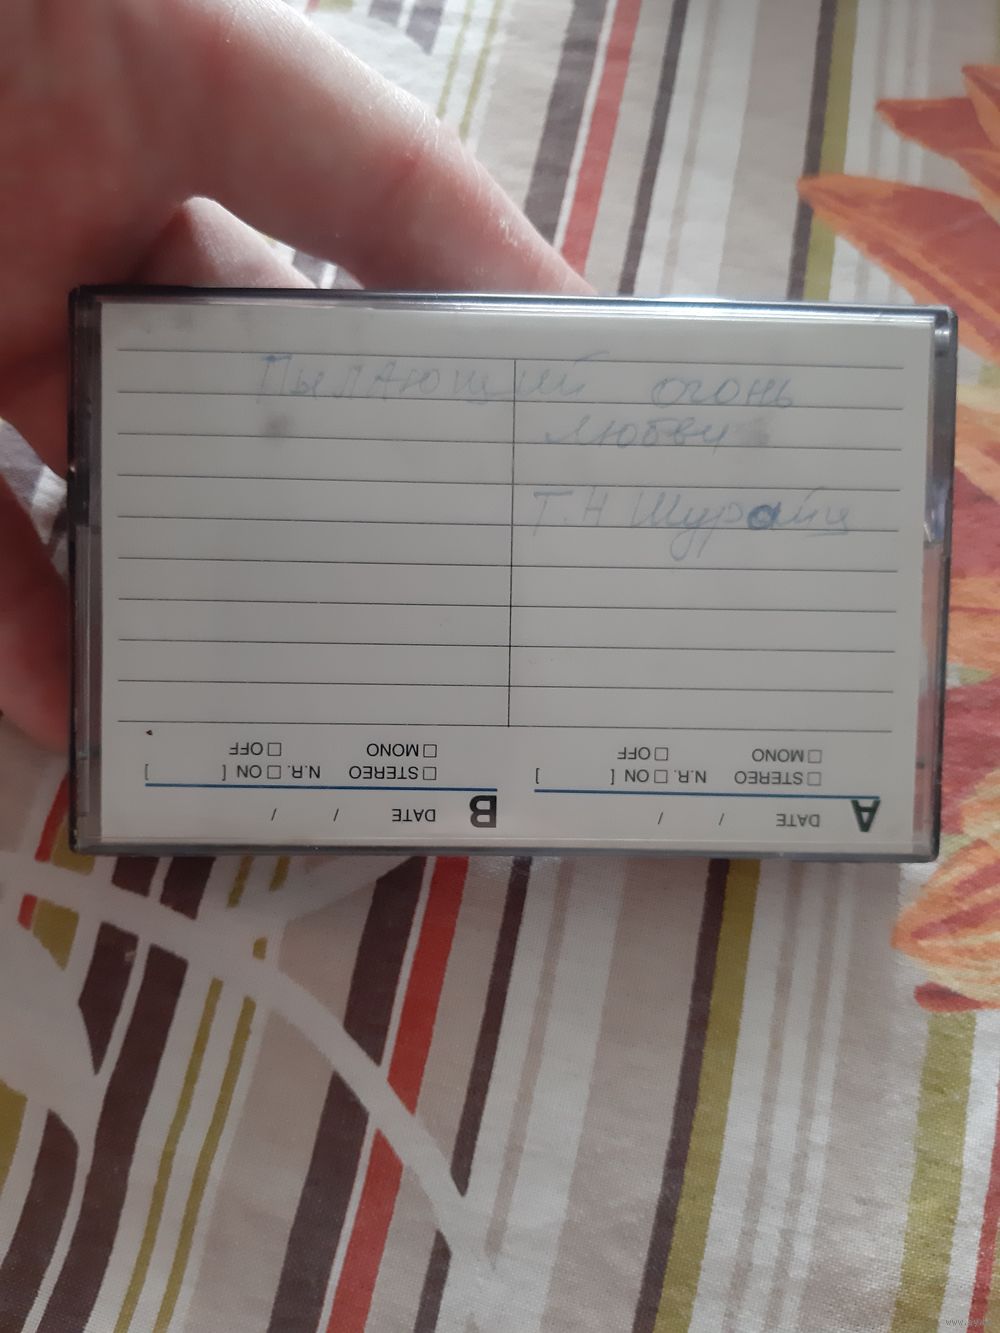 Пылающий огонь
любви
Т.Н Шурайц
A DATE / /
STEREO N.R. ON [ ]
MONO OFF
B DATE / /
STEREO N.R. ON [ ]
MONO OFF